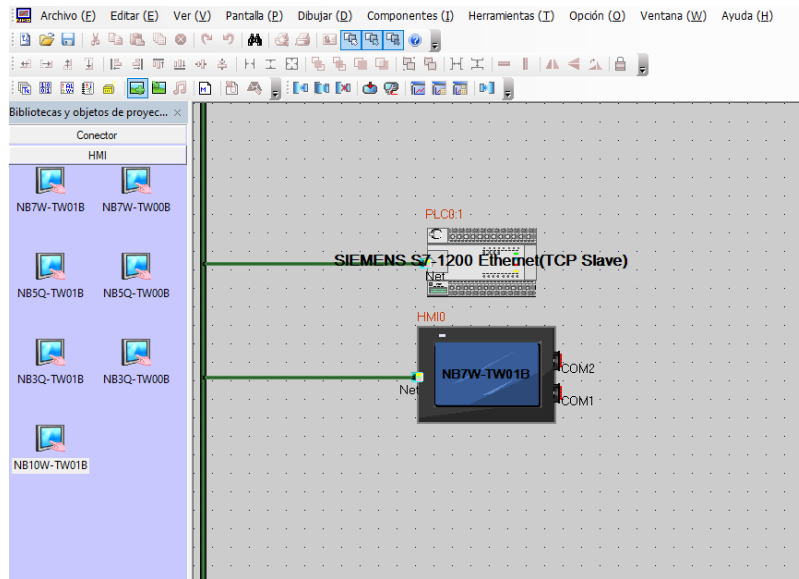 Archivo (F) Editar (E) Ver (V) Pantalla (P) Dibujar (D) Componentes (I) Herramientas (T) Opción (O) Ventana (W) Ayuda (H)
Bibliotecas y objetos de proyec...
Conector
HMI
NB7W-TW01B NB7W-TW00B
NB5Q-TW01B NB5Q-TW00B
NB3Q-TW01B NB3Q-TW00B
NB10W-TW01B
PLC0:1
SIEMENS S7-1200 Ethernet(TCP Slave)
Net
HMI0
NB7W-TW01B
COM2
Net
COM1